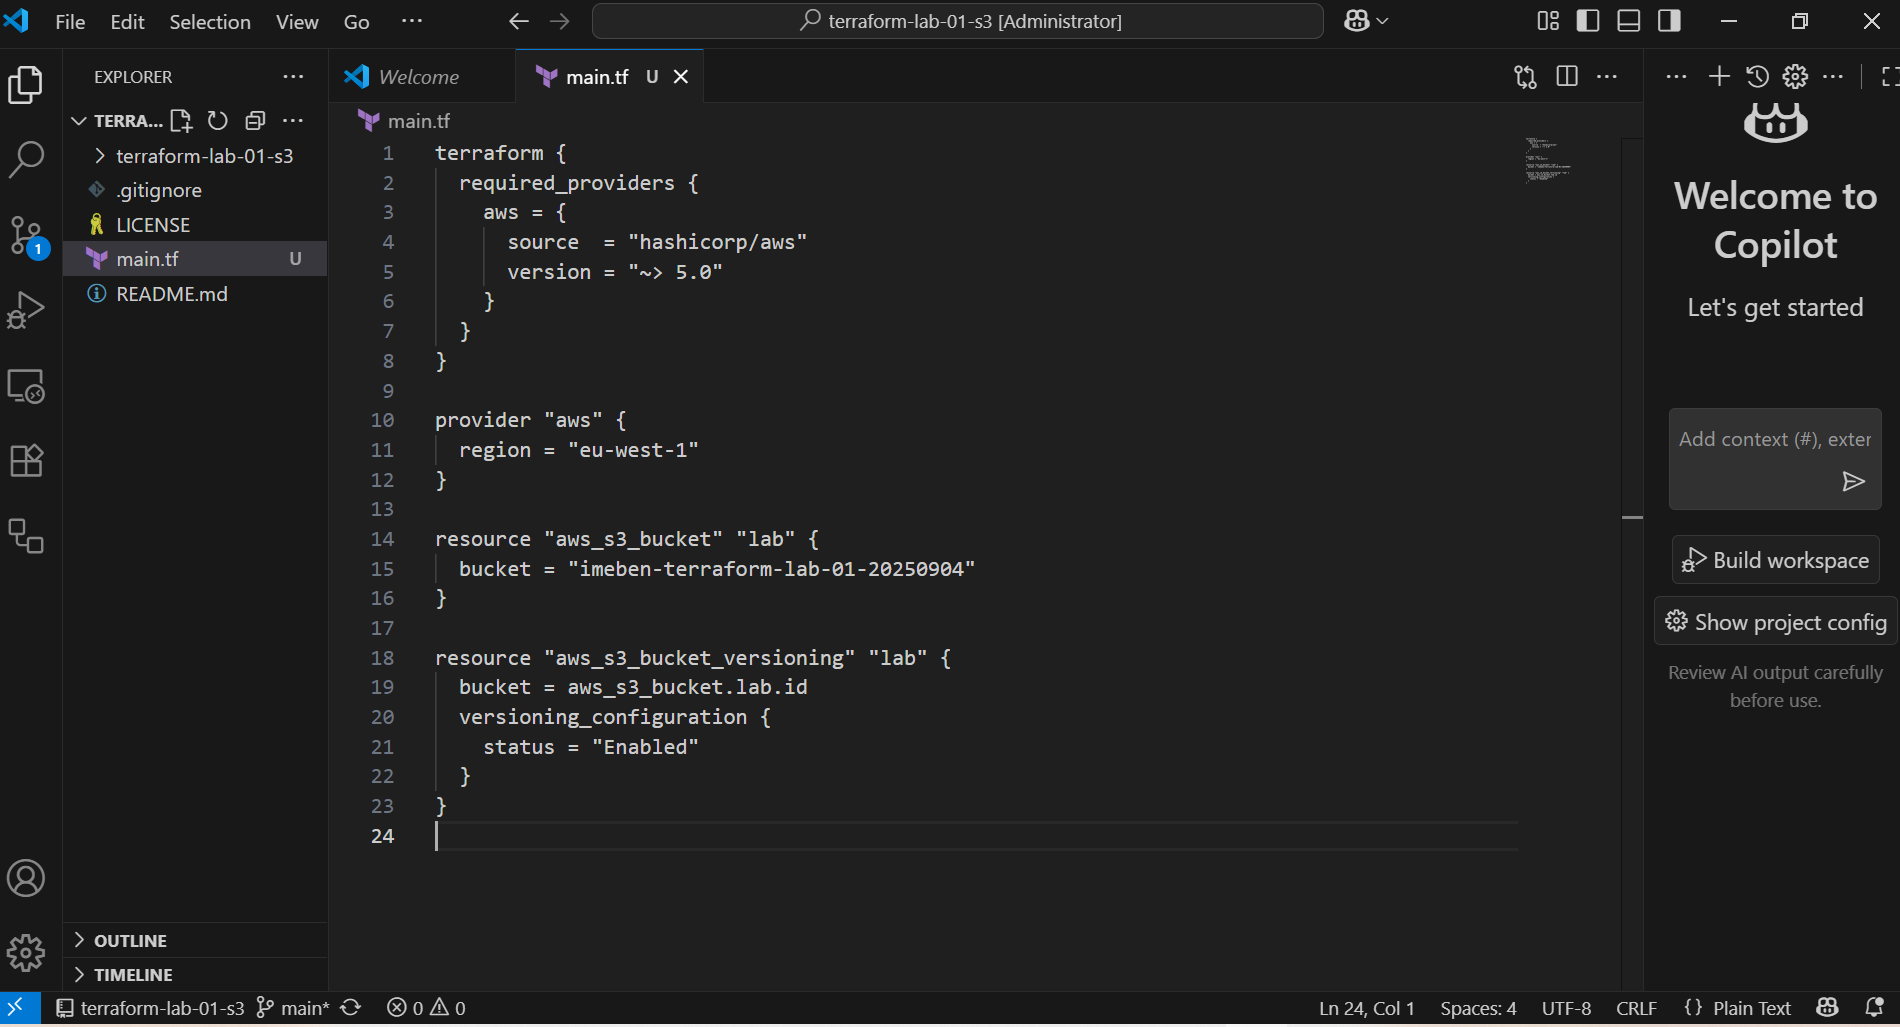 File Edit Selection View Go ···
terraform-lab-01-s3 [Administrator]
EXPLORER
TERRA...
terraform-lab-01-s3
.gitignore
LICENSE
main.tf U
README.md
OUTLINE
TIMELINE
Welcome
main.tf U
main.tf
1 terraform {
2 required_providers {
3 aws = {
4 source  = "hashicorp/aws"
5 version = "~> 5.0"
6 }
7 }
8 }
9
10 provider "aws" {
11 region = "eu-west-1"
12 }
13
14 resource "aws_s3_bucket" "lab" {
15 bucket = "imeben-terraform-lab-01-20250904"
16 }
17
18 resource "aws_s3_bucket_versioning" "lab" {
19 bucket = aws_s3_bucket.lab.id
20 versioning_configuration {
21 status = "Enabled"
22 }
23 }
24
Welcome to
Copilot
Let's get started
Add context (#), exter
Build workspace
Show project config
Review AI output carefully
before use.
1
terraform-lab-01-s3 main* 0 0 Ln 24, Col 1 Spaces: 4 UTF-8 CRLF {} Plain Text